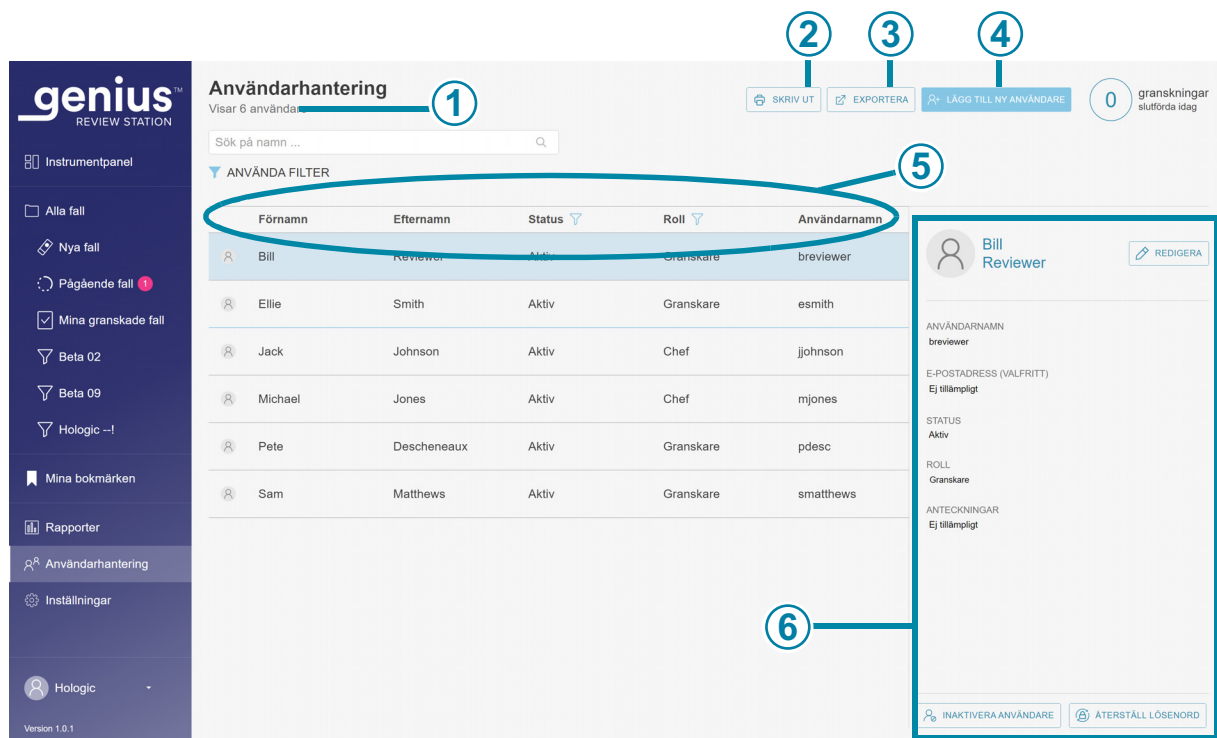 2
3
4
genius™
REVIEW STATION
Användarhantering
Visar 6 användare
1
SKRIV UT
EXPORTERA
LÄGG TILL NY ANVÄNDARE
0
granskningar
slutförda idag
Sök på namn ...
ANVÄNDA FILTER
5
Instrumentpanel
Alla fall
Nya fall
Pågående fall 1
Mina granskade fall
Beta 02
Beta 09
Hologic --!
Mina bokmärken
Rapporter
Användarhantering
Inställningar
Hologic
Version 1.0.1
Förnamn Efternamn Status Roll Användarnamn
Bill Reviewer Aktiv Granskare breviewer
Ellie Smith Aktiv Granskare esmith
Jack Johnson Aktiv Chef jjohnson
Michael Jones Aktiv Chef mjones
Pete Descheneaux Aktiv Granskare pdesc
Sam Matthews Aktiv Granskare smatthews
Bill
Reviewer
REDIGERA
ANVÄNDARNAMN
breviewer
E-POSTADRESS (VALFRITT)
Ej tillämpligt
STATUS
Aktiv
ROLL
Granskare
ANTECKNINGAR
Ej tillämpligt
6
INAKTIVERA ANVÄNDARE
ÅTERSTÄLL LÖSENORD